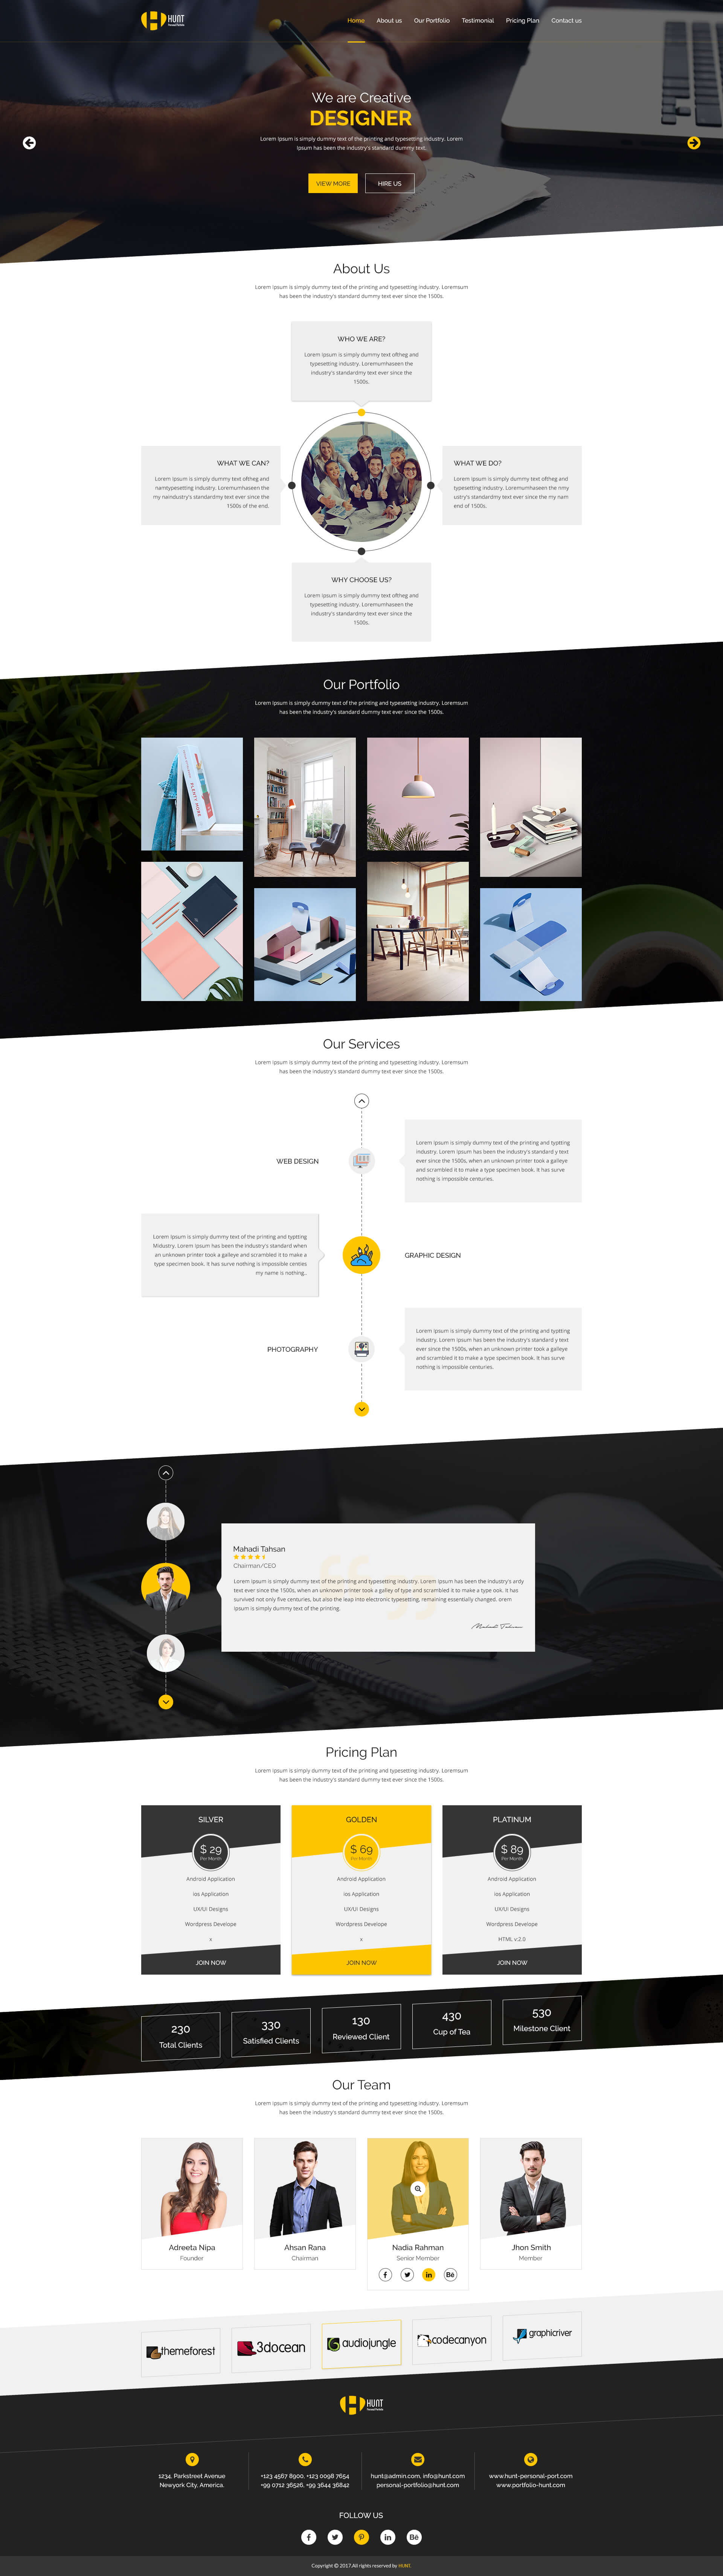 HUNT
Personal Portfolio
Home About us Our Portfolio Testimonial Pricing Plan Contact us
We are Creative
DESIGNER
Lorem Ipsum is simply dummy text of the printing and typesetting industry. Lorem
Ipsum has been the industry's standard dummy text..
VIEW MORE HIRE US
About Us
Lorem Ipsum is simply dummy text of the printing and typesetting industry. Loremsum
has been the industry's standard dummy text ever since the 1500s.
WHO WE ARE?
Lorem Ipsum is simply dummy text oftheg and
typesetting industry. Loremumhaseen the
industry's standardmy text ever since the
1500s.
WHAT WE CAN?
Lorem Ipsum is simply dummy text oftheg and
namtypesetting industry. Loremumhaseen the
my naindustry's standardmy text ever since the
1500s of the end.
WHAT WE DO?
Lorem Ipsum is simply dummy text oftheg and
typesetting industry. Loremumhaseen the nmy
ustry's standardmy text ever since the my nam
end of 1500s.
WHY CHOOSE US?
Lorem Ipsum is simply dummy text oftheg and
typesetting industry. Loremumhaseen the
industry's standardmy text ever since the
1500s.
Our Portfolio
Lorem Ipsum is simply dummy text of the printing and typesetting industry. Loremsum
has been the industry's standard dummy text ever since the 1500s.
PLENTY MORE
Our Services
Lorem Ipsum is simply dummy text of the printing and typesetting industry. Loremsum
has been the industry's standard dummy text ever since the 1500s.
WEB DESIGN
Lorem Ipsum is simply dummy text of the printing and typtting
industry. Lorem Ipsum has been the industry's standard y text
ever since the 1500s, when an unknown printer took a galleye
and scrambled it to make a type specimen book. It has surve
nothing is impossible centuries.
Lorem Ipsum is simply dummy text of the printing and typtting
Midustry. Lorem Ipsum has been the industry's standard when
an unknown printer took a galleye and scrambled it to make a
type specimen book. It has surve nothing is impossible centies
my name is nothing..
GRAPHIC DESIGN
PHOTOGRAPHY
Lorem Ipsum is simply dummy text of the printing and typtting
industry. Lorem Ipsum has been the industry's standard y text
ever since the 1500s, when an unknown printer took a galleye
and scrambled it to make a type specimen book. It has surve
nothing is impossible centuries.
Mahadi Tahsan
Chairman/CEO
Lorem Ipsum is simply dummy text of the printing and typesetting industry. Lorem Ipsum has been the industry's ardy
text ever since the 1500s, when an unknown printer took a galley of type and scrambled it to make a type ook. It has
survived not only five centuries, but also the leap into electronic typesetting, remaining essentially changed. orem
Ipsum is simply dummy text of the printing.
Mahadi Tahsan
Pricing Plan
Lorem Ipsum is simply dummy text of the printing and typesetting industry. Loremsum
has been the industry's standard dummy text ever since the 1500s.
SILVER
$ 29
Per Month
Android Application
ios Application
UX/UI Designs
Wordpress Develope
x
JOIN NOW
GOLDEN
$ 69
Per Month
Android Application
ios Application
UX/UI Designs
Wordpress Develope
x
JOIN NOW
PLATINUM
$ 89
Per Month
Android Application
ios Application
UX/UI Designs
Wordpress Develope
HTML v:2.0
JOIN NOW
230
Total Clients
330
Satisfied Clients
130
Reviewed Client
430
Cup of Tea
530
Milestone Client
Our Team
Lorem Ipsum is simply dummy text of the printing and typesetting industry. Loremsum
has been the industry's standard dummy text ever since the 1500s.
Adreeta Nipa
Founder
Ahsan Rana
Chairman
Nadia Rahman
Senior Member
f in Bē
Jhon Smith
Member
themeforest 3docean audiojungle codecanyon graphicriver
HUNT
Personal Portfolio
1234, Parkstreet Avenue
Newyork City, America.
+123 4567 8900, +123 0098 7654
+99 0712 36526, +99 3644 36842
hunt@admin.com, info@hunt.com
personal-portfolio@hunt.com
www.hunt-personal-port.com
www.portfolio-hunt.com
FOLLOW US
f in Bē
Copyright © 2017.All rights reserved by HUNT.